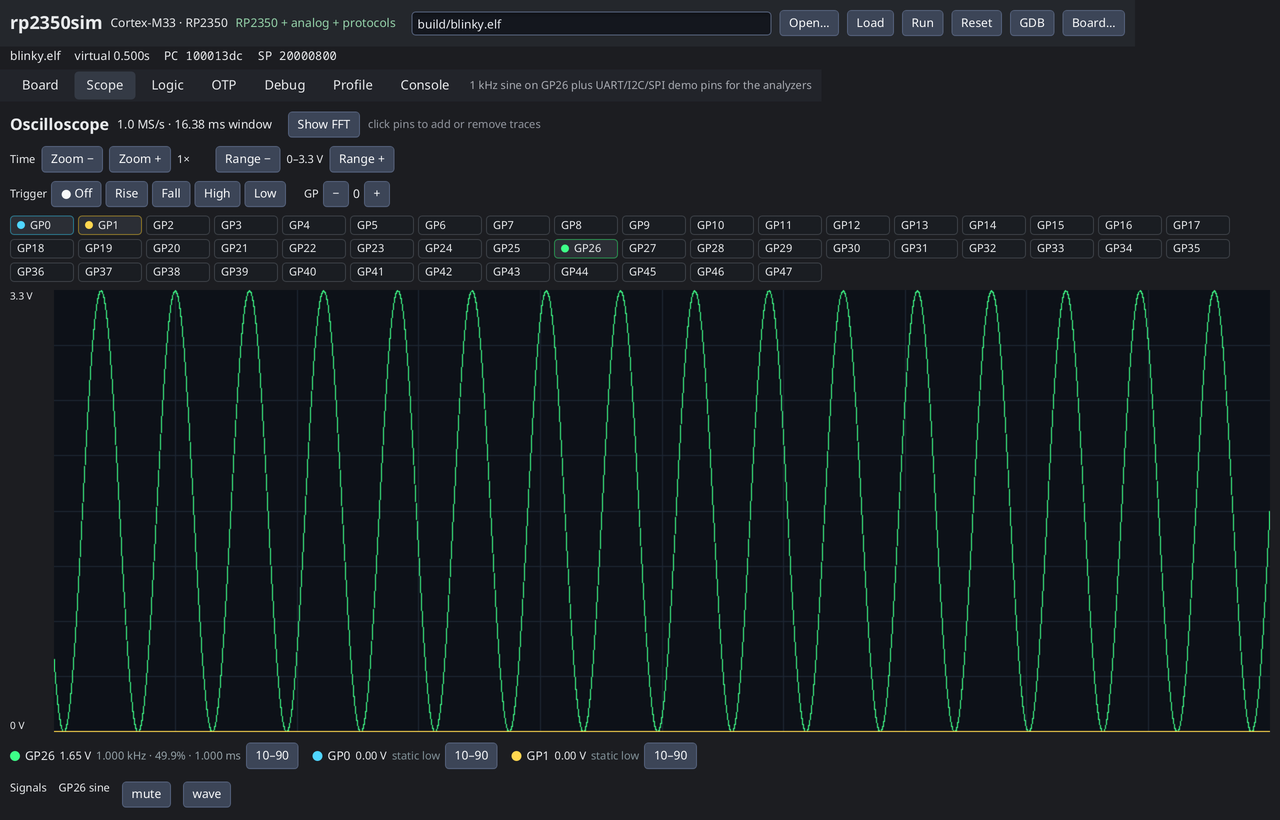 rp2350sim Cortex-M33 · RP2350 RP2350 + analog + protocols build/blinky.elf Open... Load Run Reset GDB Board...
blinky.elf virtual 0.500s PC 100013dc SP 20000800
Board Scope Logic OTP Debug Profile Console 1 kHz sine on GP26 plus UART/I2C/SPI demo pins for the analyzers
Oscilloscope 1.0 MS/s · 16.38 ms window Show FFT click pins to add or remove traces
Time Zoom − Zoom + 1× Range − 0–3.3 V Range +
Trigger Off Rise Fall High Low GP − 0 +
GP0 GP1 GP2 GP3 GP4 GP5 GP6 GP7 GP8 GP9 GP10 GP11 GP12 GP13 GP14 GP15 GP16 GP17
GP18 GP19 GP20 GP21 GP22 GP23 GP24 GP25 GP26 GP27 GP28 GP29 GP30 GP31 GP32 GP33 GP34 GP35
GP36 GP37 GP38 GP39 GP40 GP41 GP42 GP43 GP44 GP45 GP46 GP47
3.3 V
0 V
GP26 1.65 V 1.000 kHz · 49.9% · 1.000 ms 10–90 GP0 0.00 V static low 10–90 GP1 0.00 V static low 10–90
Signals GP26 sine mute wave